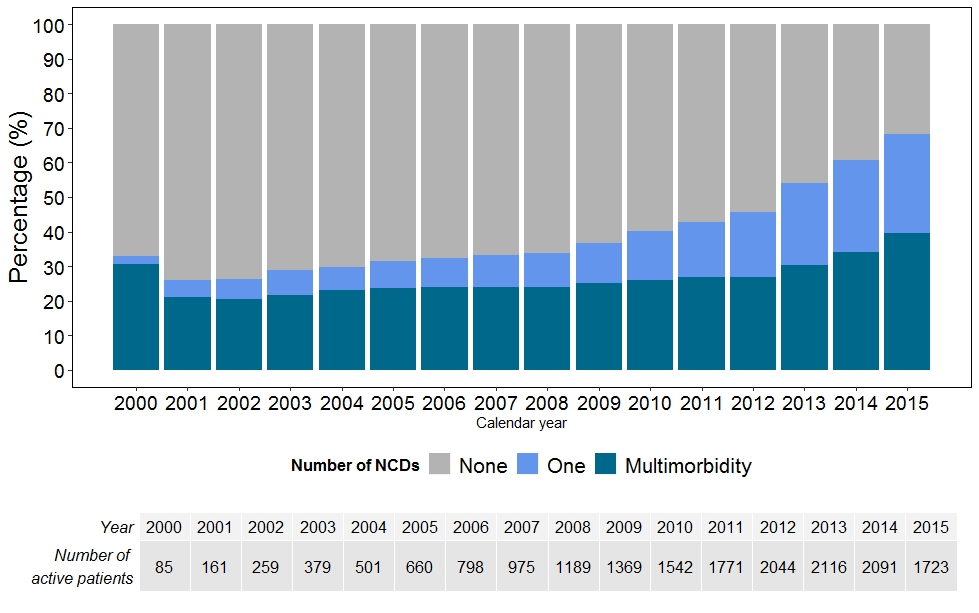 Percentage (%)
100
90
80
70
60
50
40
30
20
10
0
2000 2001 2002 2003 2004 2005 2006 2007 2008 2009 2010 2011 2012 2013 2014 2015
Calendar year
Number of NCDs None One Multimorbidity
Year 2000 2001 2002 2003 2004 2005 2006 2007 2008 2009 2010 2011 2012 2013 2014 2015
Number of
active patients 85 161 259 379 501 660 798 975 1189 1369 1542 1771 2044 2116 2091 1723